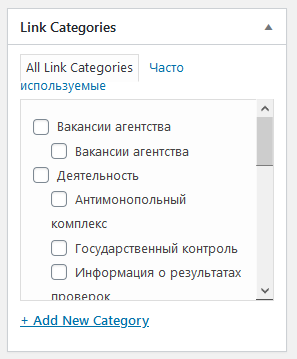 Link Categories
All Link Categories Часто
используемые
Вакансии агентства
Вакансии агентства
Деятельность
Антимонопольный
комплекс
Государственный контроль
Информация о результатах
проверок
+ Add New Category